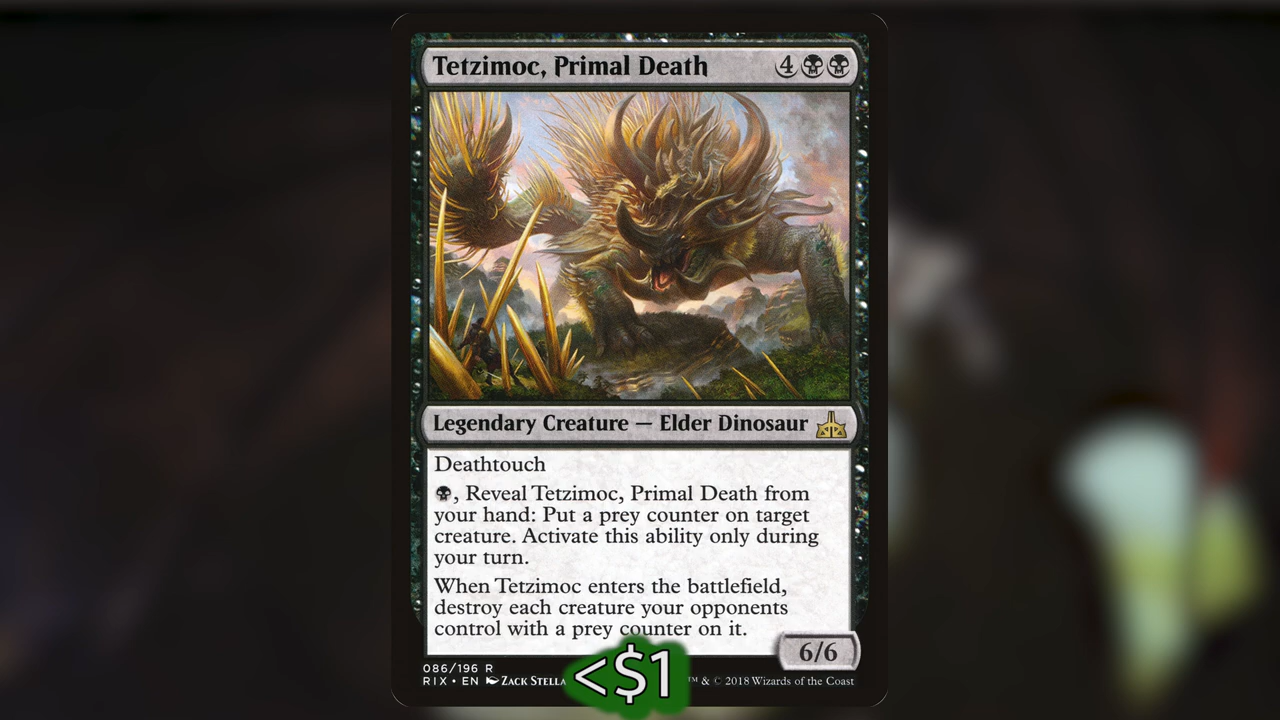 Tetzimoc, Primal Death 4
Legendary Creature — Elder Dinosaur
Deathtouch
, Reveal Tetzimoc, Primal Death from
your hand: Put a prey counter on target
creature. Activate this ability only during
your turn.
When Tetzimoc enters the battlefield,
destroy each creature your opponents
control with a prey counter on it.
6/6
086/196 R
RIX • EN ZACK STELLA ™ & © 2018 Wizards of the Coast
<$1